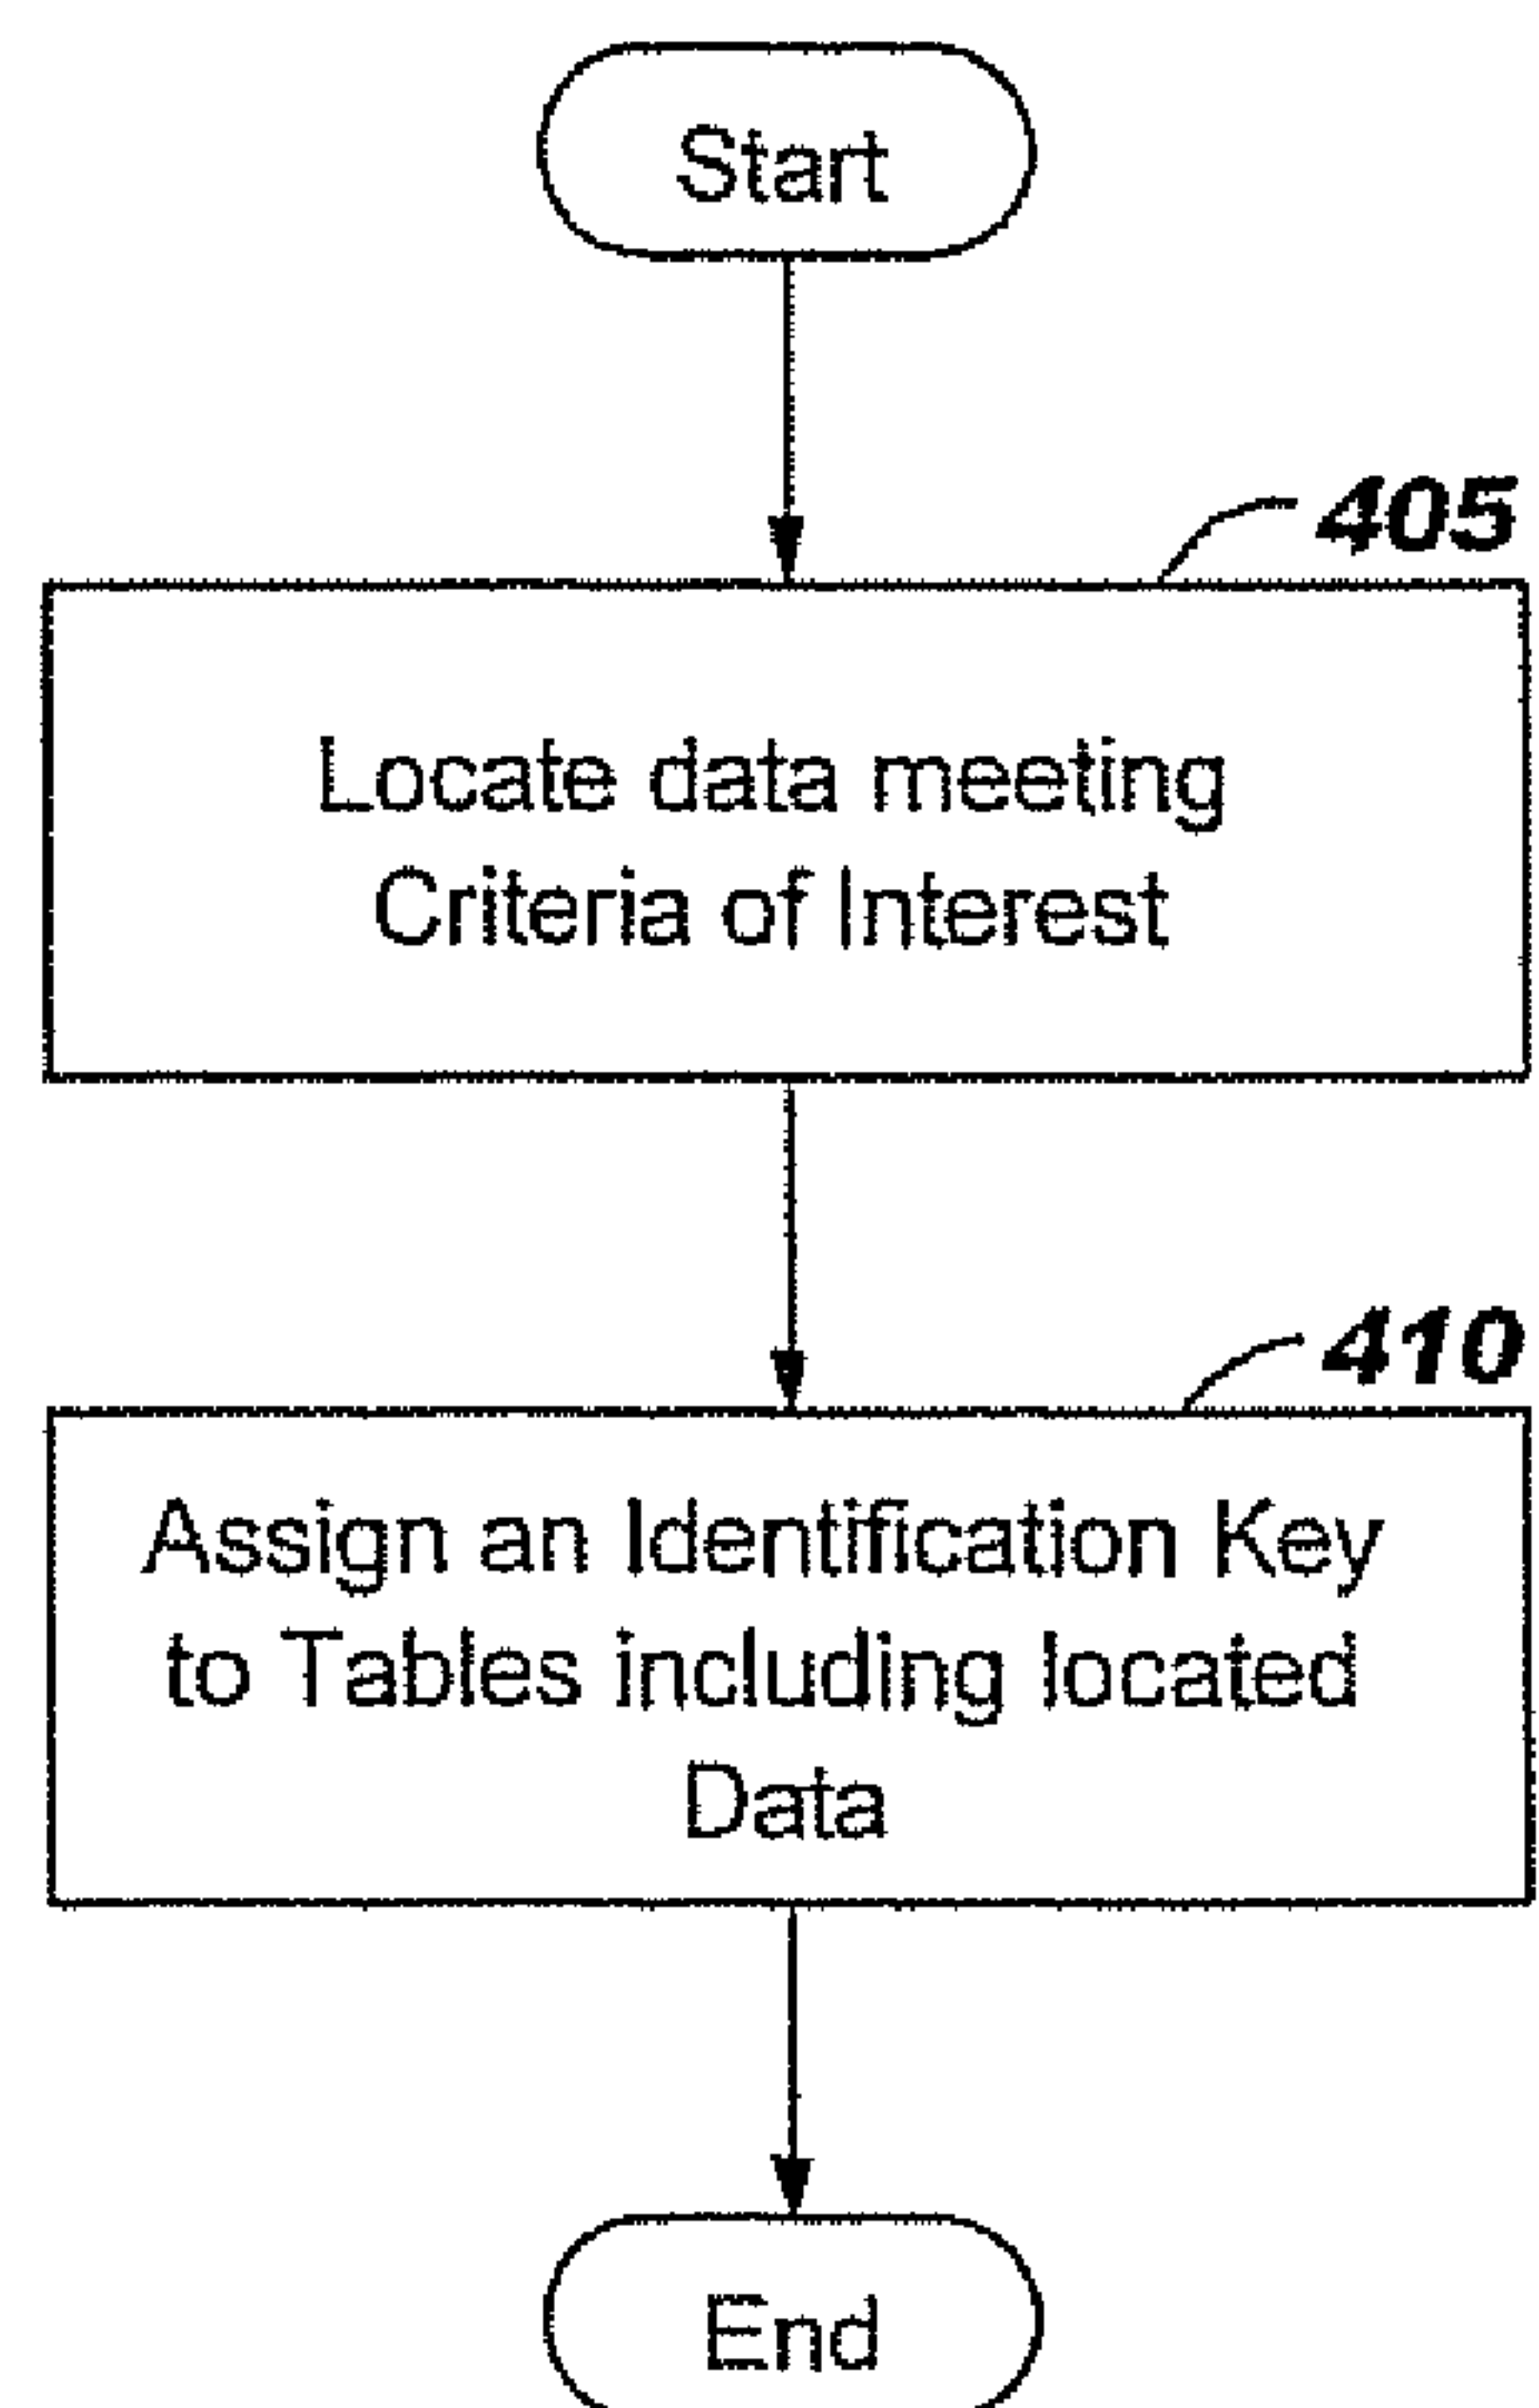 Start
405
Locate data meeting
Criteria of Interest
410
Assign an Identification Key
to Tables including located
Data
End